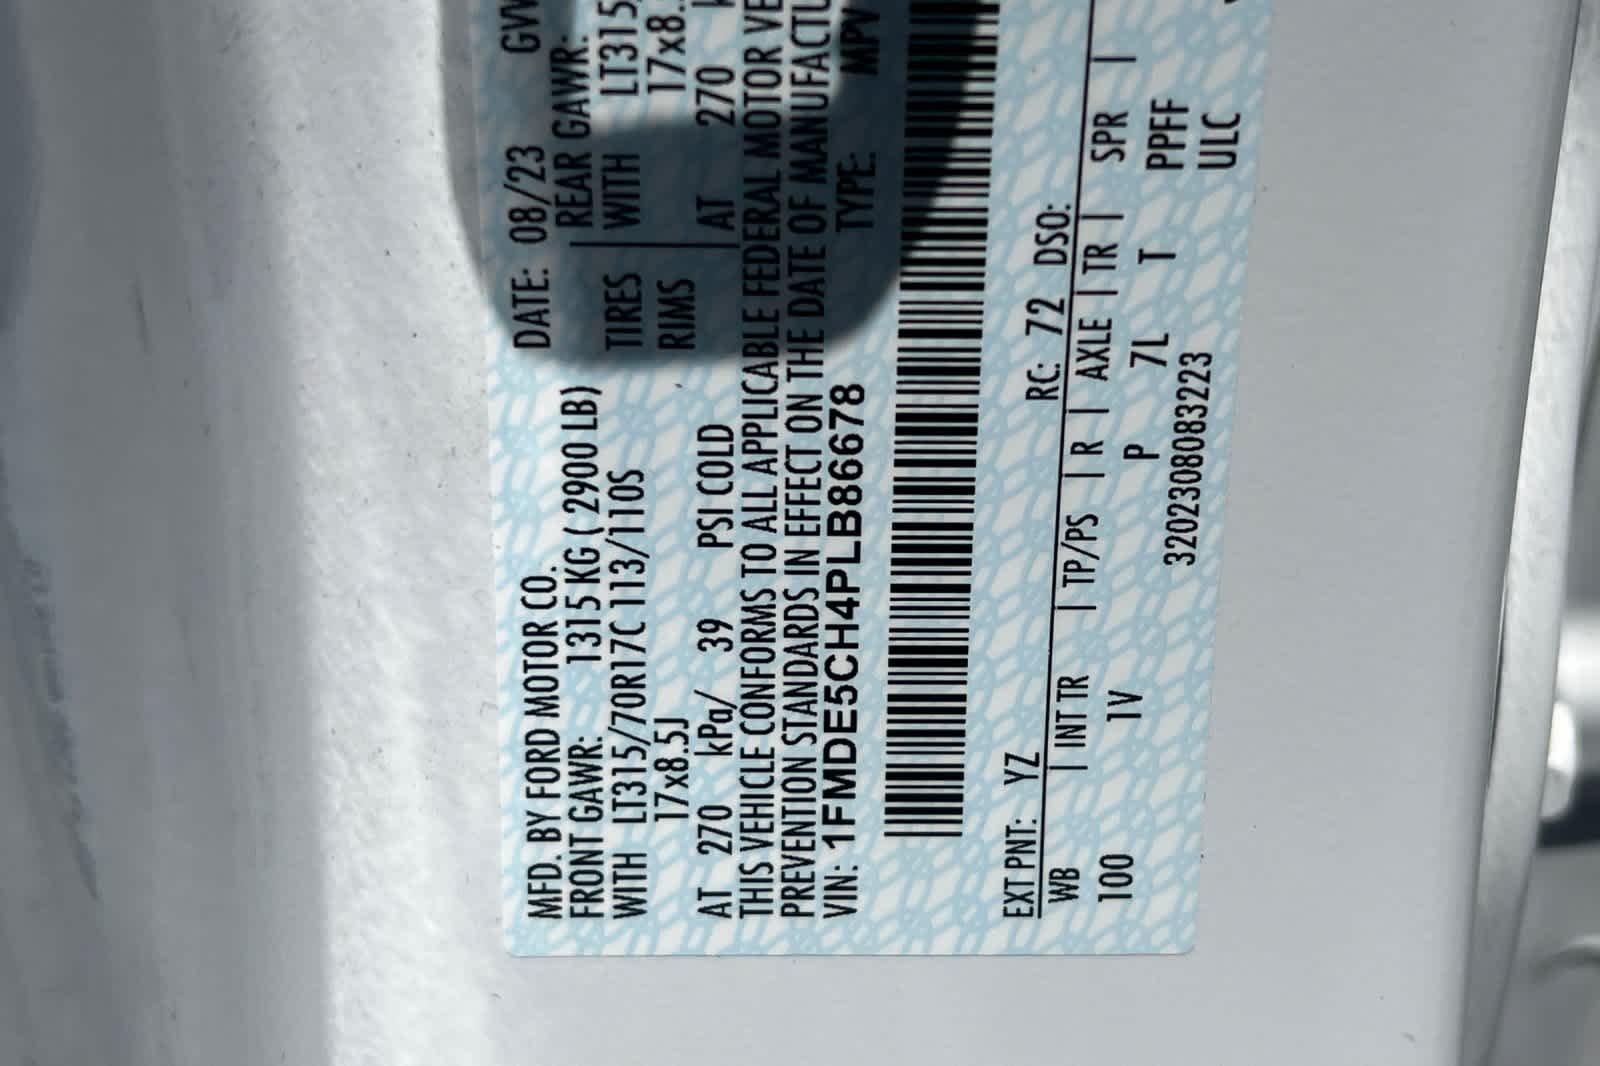 MFD. BY FORD MOTOR CO. DATE: 08/23 GVW
FRONT GAWR: 1315 KG ( 2900 LB) REAR GAWR:
WITH LT315/70R17C 113/110S TIRES WITH LT315
17x8.5J RIMS 17x8.
AT 270 kPa/ 39 PSI COLD AT 270
THIS VEHICLE CONFORMS TO ALL APPLICABLE FEDERAL MOTOR VE
PREVENTION STANDARDS IN EFFECT ON THE DATE OF MANUFACTU
VIN: 1FMDE5CH4PLB86678 TYPE: MPV
EXT PNT: YZ RC: 72 DSO:
WB | INT TR | TP/PS | R | AXLE | TR | SPR |
100 1V P 7L T PPFF
3202308083223 ULC